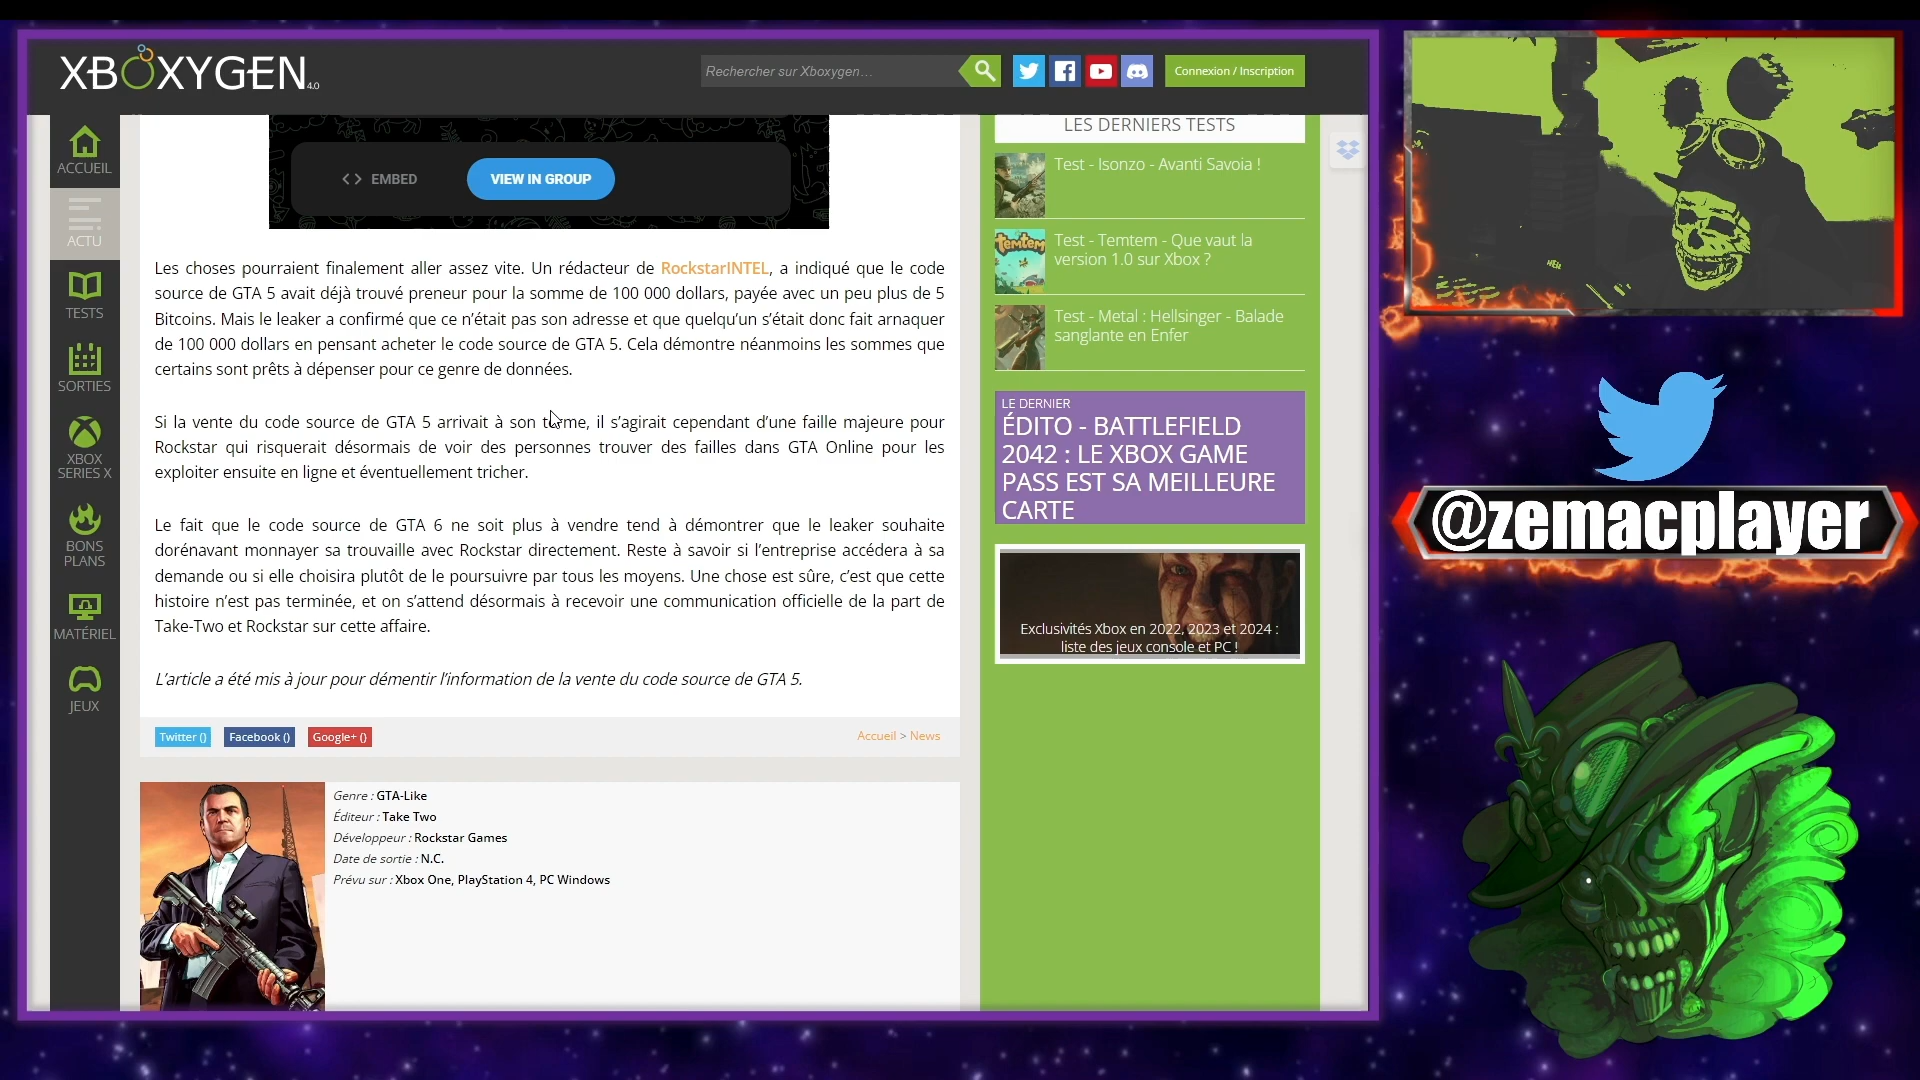 XBOXYGEN 4.0
Rechercher sur Xboxygen...
Connexion / Inscription
ACCUEIL
ACTU
TESTS
SORTIES
XBOX
SERIES X
BONS
PLANS
MATÉRIEL
JEUX
EMBED
VIEW IN GROUP
Les choses pourraient finalement aller assez vite. Un rédacteur de RockstarINTEL, a indiqué que le code
source de GTA 5 avait déjà trouvé preneur pour la somme de 100 000 dollars, payée avec un peu plus de 5
Bitcoins. Mais le leaker a confirmé que ce n’était pas son adresse et que quelqu’un s’était donc fait arnaquer
de 100 000 dollars en pensant acheter le code source de GTA 5. Cela démontre néanmoins les sommes que
certains sont prêts à dépenser pour ce genre de données.
Si la vente du code source de GTA 5 arrivait à son terme, il s’agirait cependant d’une faille majeure pour
Rockstar qui risquerait désormais de voir des personnes trouver des failles dans GTA Online pour les
exploiter ensuite en ligne et éventuellement tricher.
Le fait que le code source de GTA 6 ne soit plus à vendre tend à démontrer que le leaker souhaite
dorénavant monnayer sa trouvaille avec Rockstar directement. Reste à savoir si l’entreprise accédera à sa
demande ou si elle choisira plutôt de le poursuivre par tous les moyens. Une chose est sûre, c’est que cette
histoire n’est pas terminée, et on s’attend désormais à recevoir une communication officielle de la part de
Take-Two et Rockstar sur cette affaire.
L’article a été mis à jour pour démentir l’information de la vente du code source de GTA 5.
Twitter () Facebook () Google+ ()
Accueil > News
Genre : GTA-Like
Éditeur : Take Two
Développeur : Rockstar Games
Date de sortie : N.C.
Prévu sur : Xbox One, PlayStation 4, PC Windows
LES DERNIERS TESTS
Test - Isonzo - Avanti Savoia !
temtem
Test - Temtem - Que vaut la
version 1.0 sur Xbox ?
Test - Metal : Hellsinger - Balade
sanglante en Enfer
LE DERNIER
ÉDITO - BATTLEFIELD
2042 : LE XBOX GAME
PASS EST SA MEILLEURE
CARTE
Exclusivités Xbox en 2022, 2023 et 2024 :
liste des jeux console et PC !
@zemacplayer